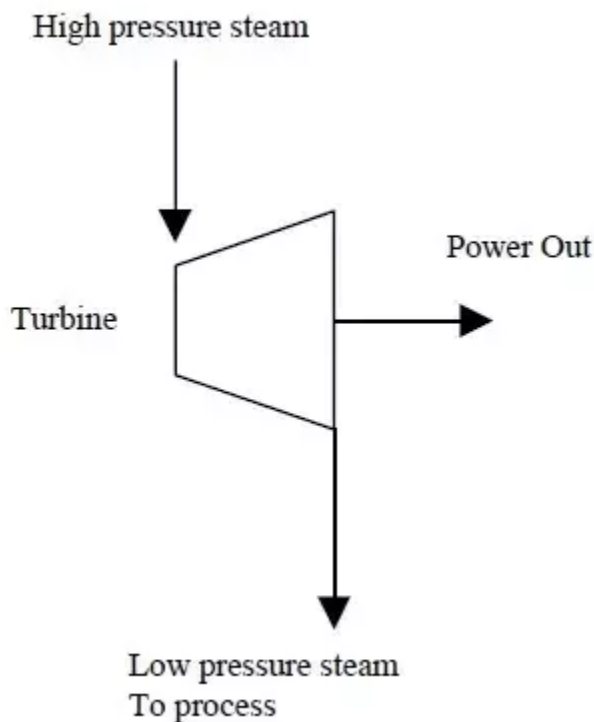 High pressure steam
Power Out
Turbine
Low pressure steam
To process